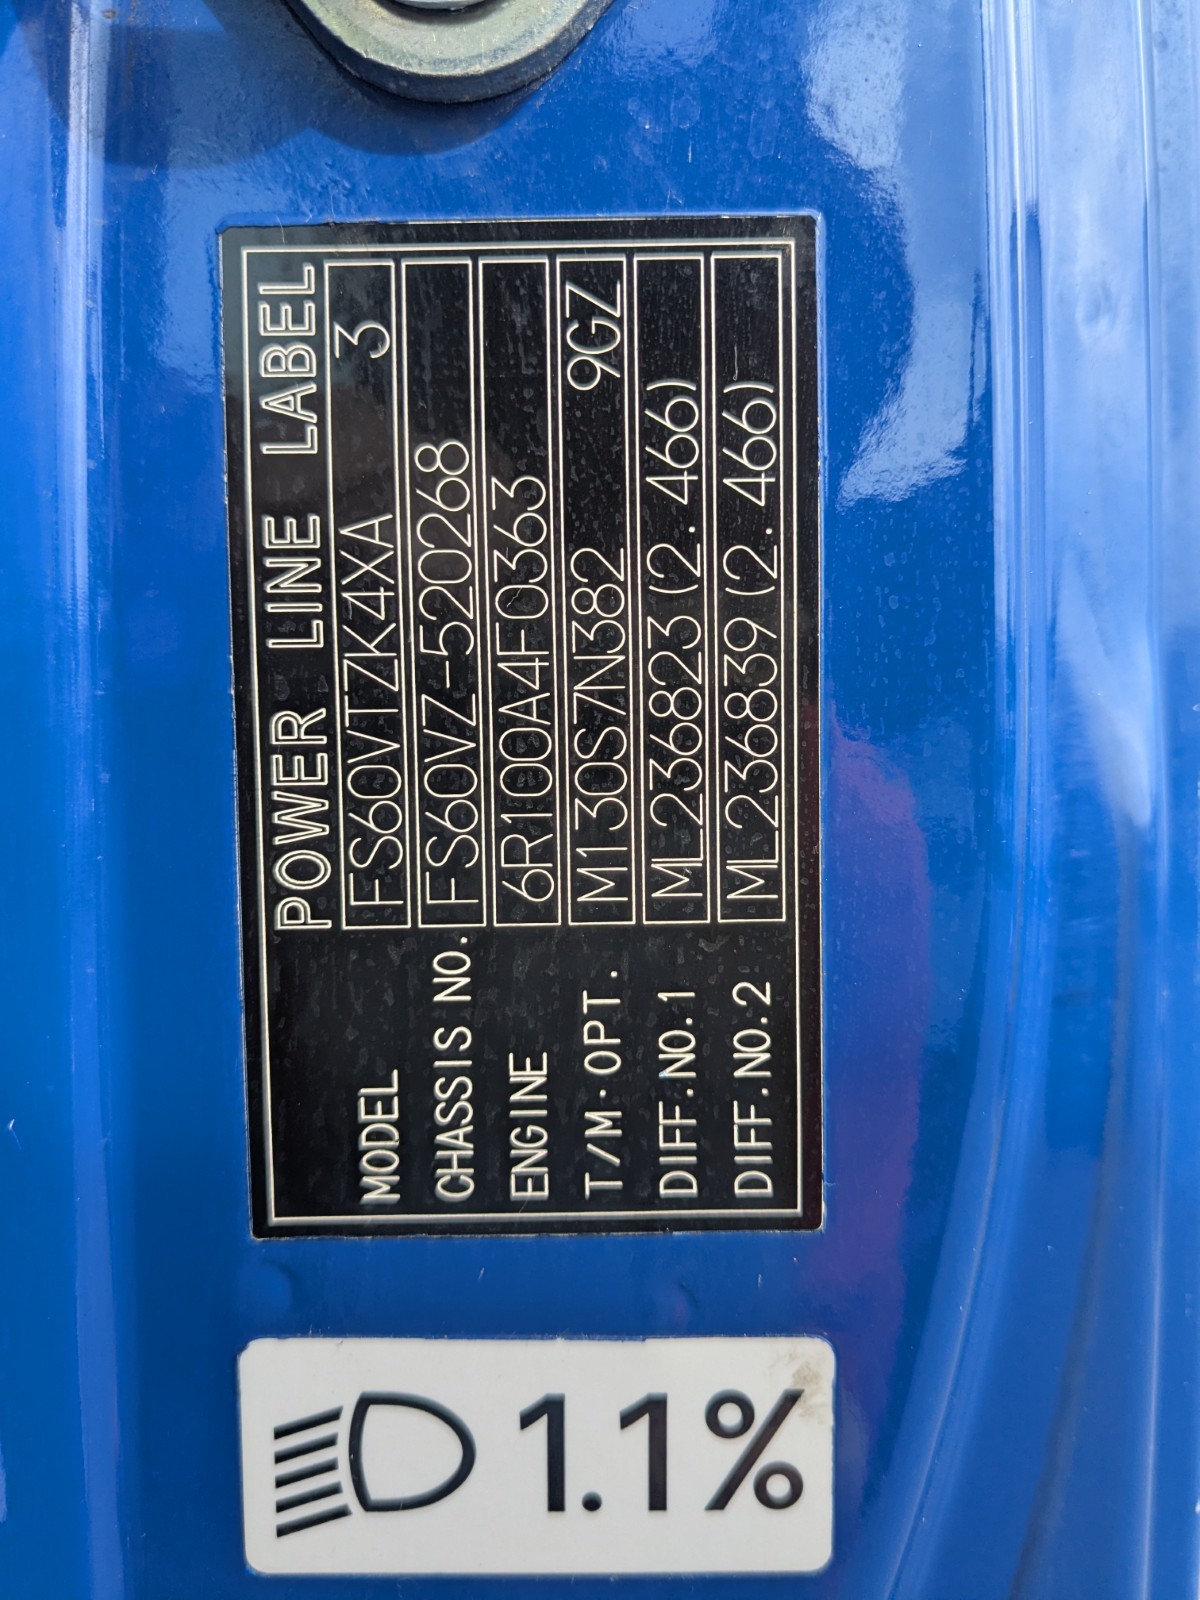 POWER LINE LABEL
MODEL FS60VTZK4XA 3
CHASSIS NO. FS60VZ-520268
ENGINE 6R100A4F0363
T/M·OPT. M130S7N382 9GZ
DIFF.NO.1 ML236823(2.466)
DIFF.NO.2 ML236839(2.466)
1.1%